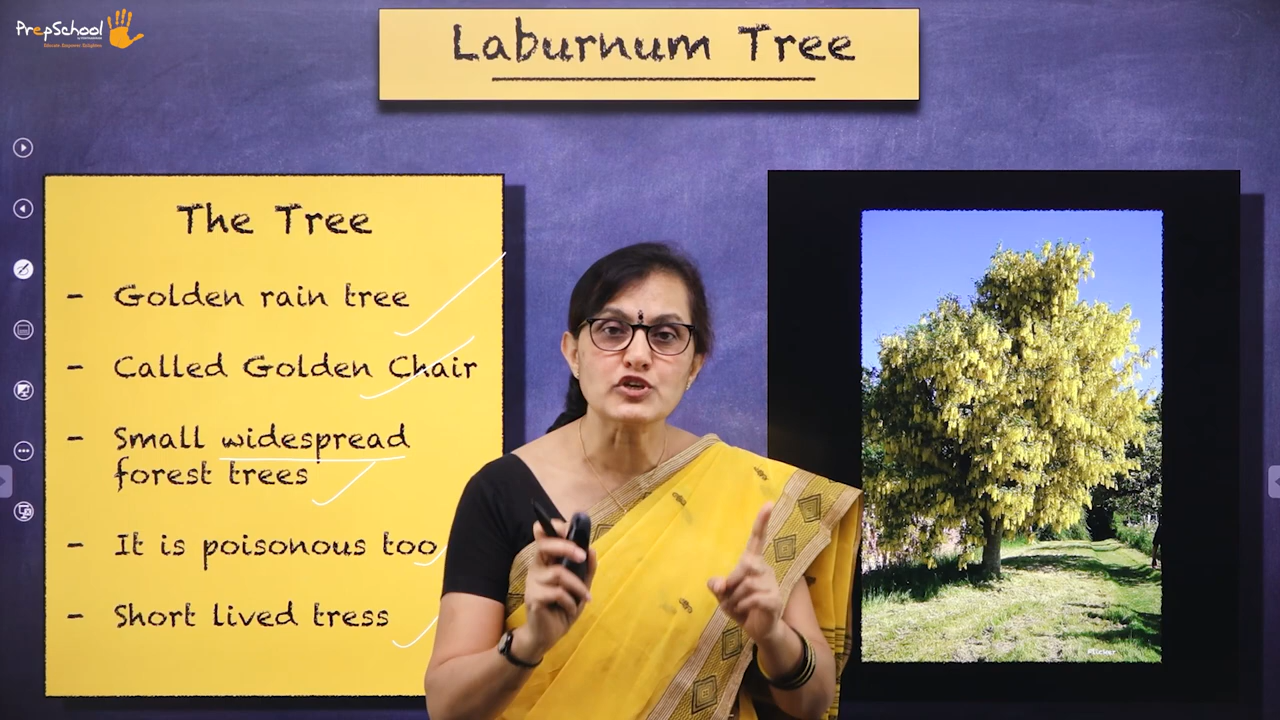 PrepSchool
Laburnum Tree
The Tree
- Golden rain tree
- Called Golden Chair
- Small widespread
forest trees
- It is poisonous too
- Short lived tress